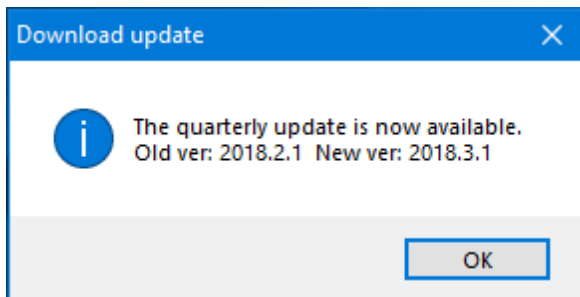 Download update
The quarterly update is now available.
Old ver: 2018.2.1 New ver: 2018.3.1
OK